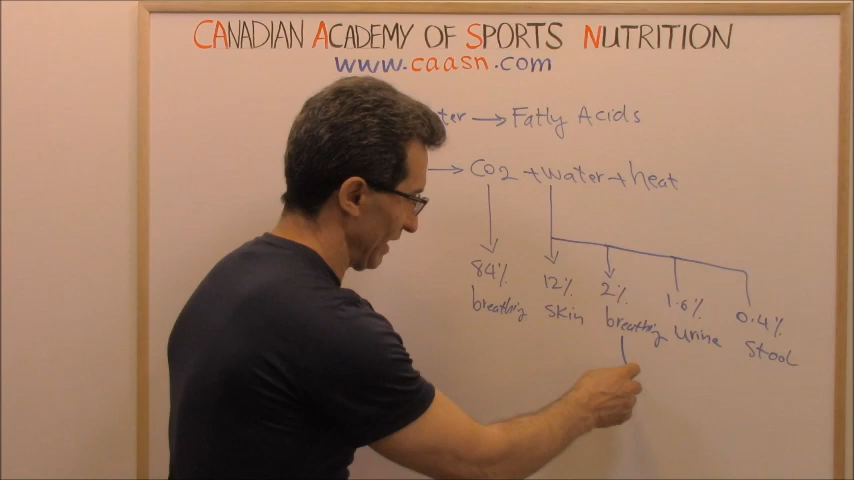 CANADIAN ACADEMY OF SPORTS NUTRITION
www.caasn.com
ter → Fatty Acids
→ CO2 + Water + heat
84% 12% 2% 1.6% 0.4%
breathing skin breathing urine stool